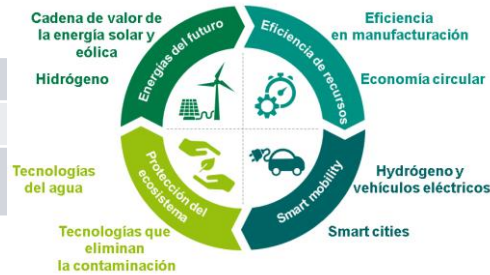 Cadena de valor de
la energía solar y
eólica
Hidrógeno
Energías del futuro
Eficiencia de recursos
Eficiencia
en manufacturación
Economía circular
Tecnologías
del agua
Tecnologías que
eliminan
la contaminación
Protección del
ecosistema
Smart mobility
Hydrógeno y
vehículos eléctricos
Smart cities